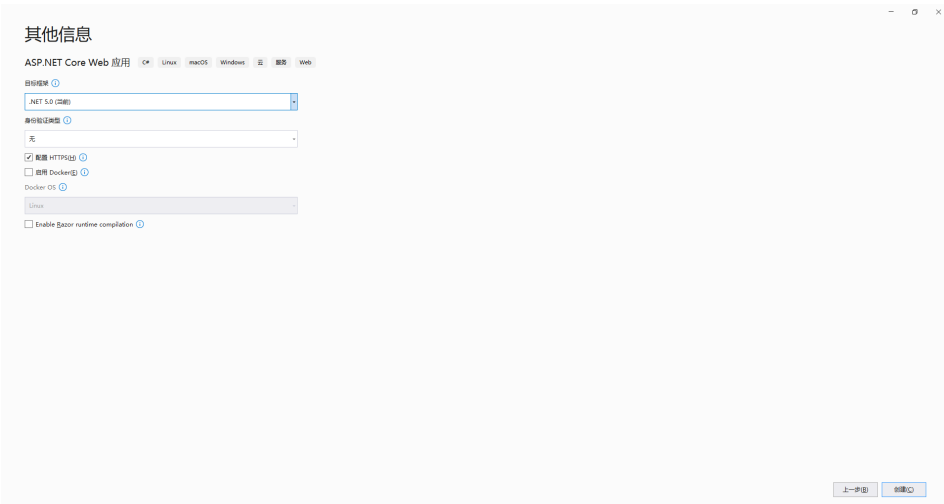 其他信息
ASP.NET Core Web 应用 C# Linux macOS Windows 云 服务 Web
目标框架
.NET 5.0 (当前)
身份验证类型
无
配置 HTTPS(H)
启用 Docker(E)
Docker OS
Linux
Enable Razor runtime compilation
上一步(B) 创建(C)